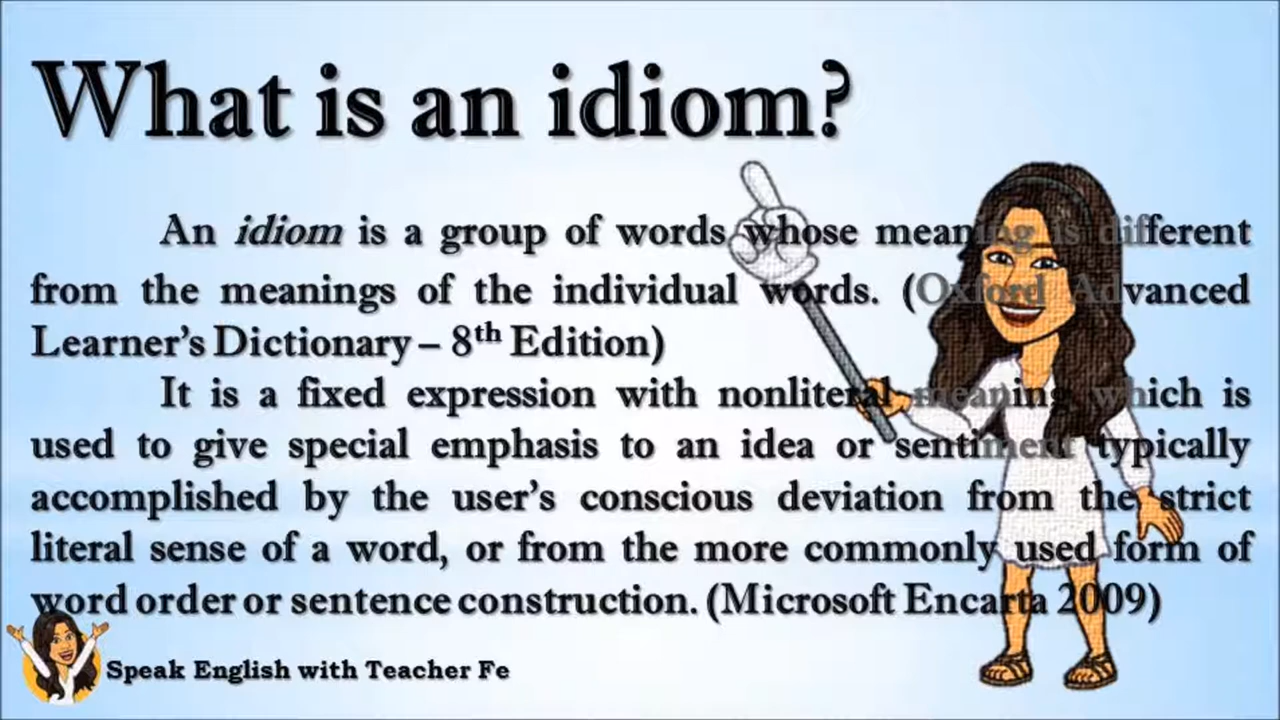 What is an idiom?
An idiom is a group of words whose meaning is different
from the meanings of the individual words. (Oxford Advanced
Learner's Dictionary – 8th Edition)
It is a fixed expression with nonliteral meaning which is
used to give special emphasis to an idea or sentiment typically
accomplished by the user's conscious deviation from the strict
literal sense of a word, or from the more commonly used form of
word order or sentence construction. (Microsoft Encarta 2009)
Speak English with Teacher Fe